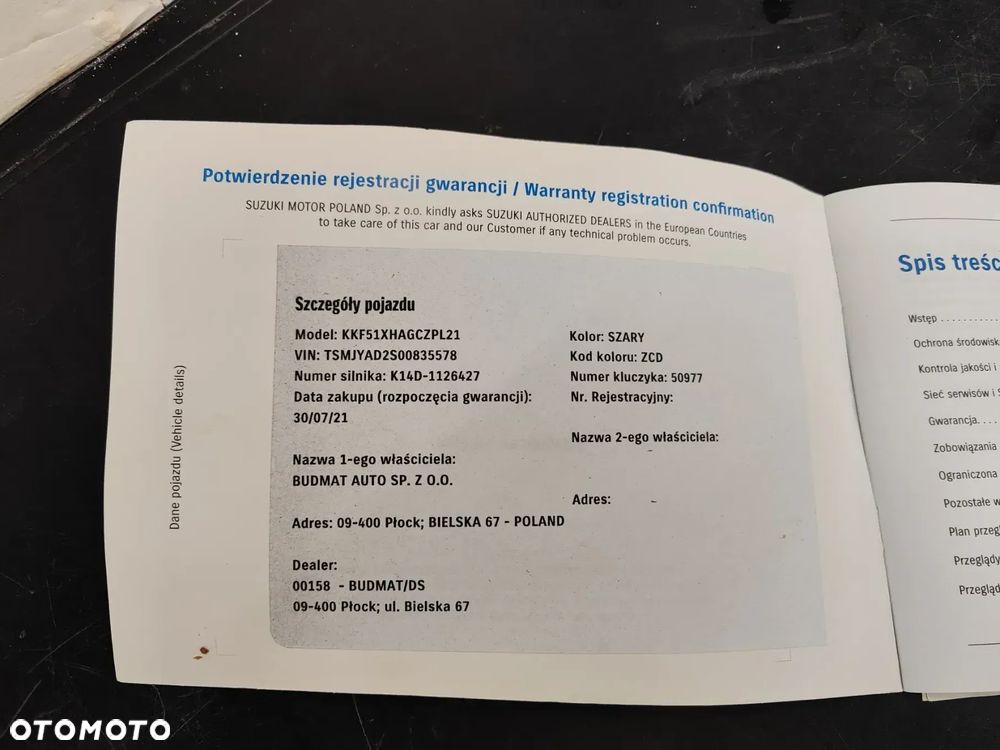 Potwierdzenie rejestracji gwarancji / Warranty registration confirmation
SUZUKI MOTOR POLAND Sp. z o.o. kindly asks SUZUKI AUTHORIZED DEALERS in the European Countries
to take care of this car and our Customer if any technical problem occurs.
Dane pojazdu (Vehicle details)
Szczegóły pojazdu
Model: KKF51XHAGCZPL21
VIN: TSMJYAD2S00835578
Numer silnika: K14D-1126427
Data zakupu (rozpoczęcia gwarancji):
30/07/21
Nazwa 1-ego właściciela:
BUDMAT AUTO SP. Z O.O.
Adres: 09-400 Płock; BIELSKA 67 - POLAND
Dealer:
00158 - BUDMAT/DS
09-400 Płock; ul. Bielska 67
Kolor: SZARY
Kod koloru: ZCD
Numer kluczyka: 50977
Nr. Rejestracyjny:
Nazwa 2-ego właściciela:
Adres: -
Spis treśc
Wstęp . . . . . . . . . .
Ochrona środowisk
Kontrola jakości i
Sieć serwisów i S
Gwarancja. . . .
Zobowiązania
Ograniczona
Pozostałe w
Plan przeg
Przeglądy
Przegląd
OTOMOTO